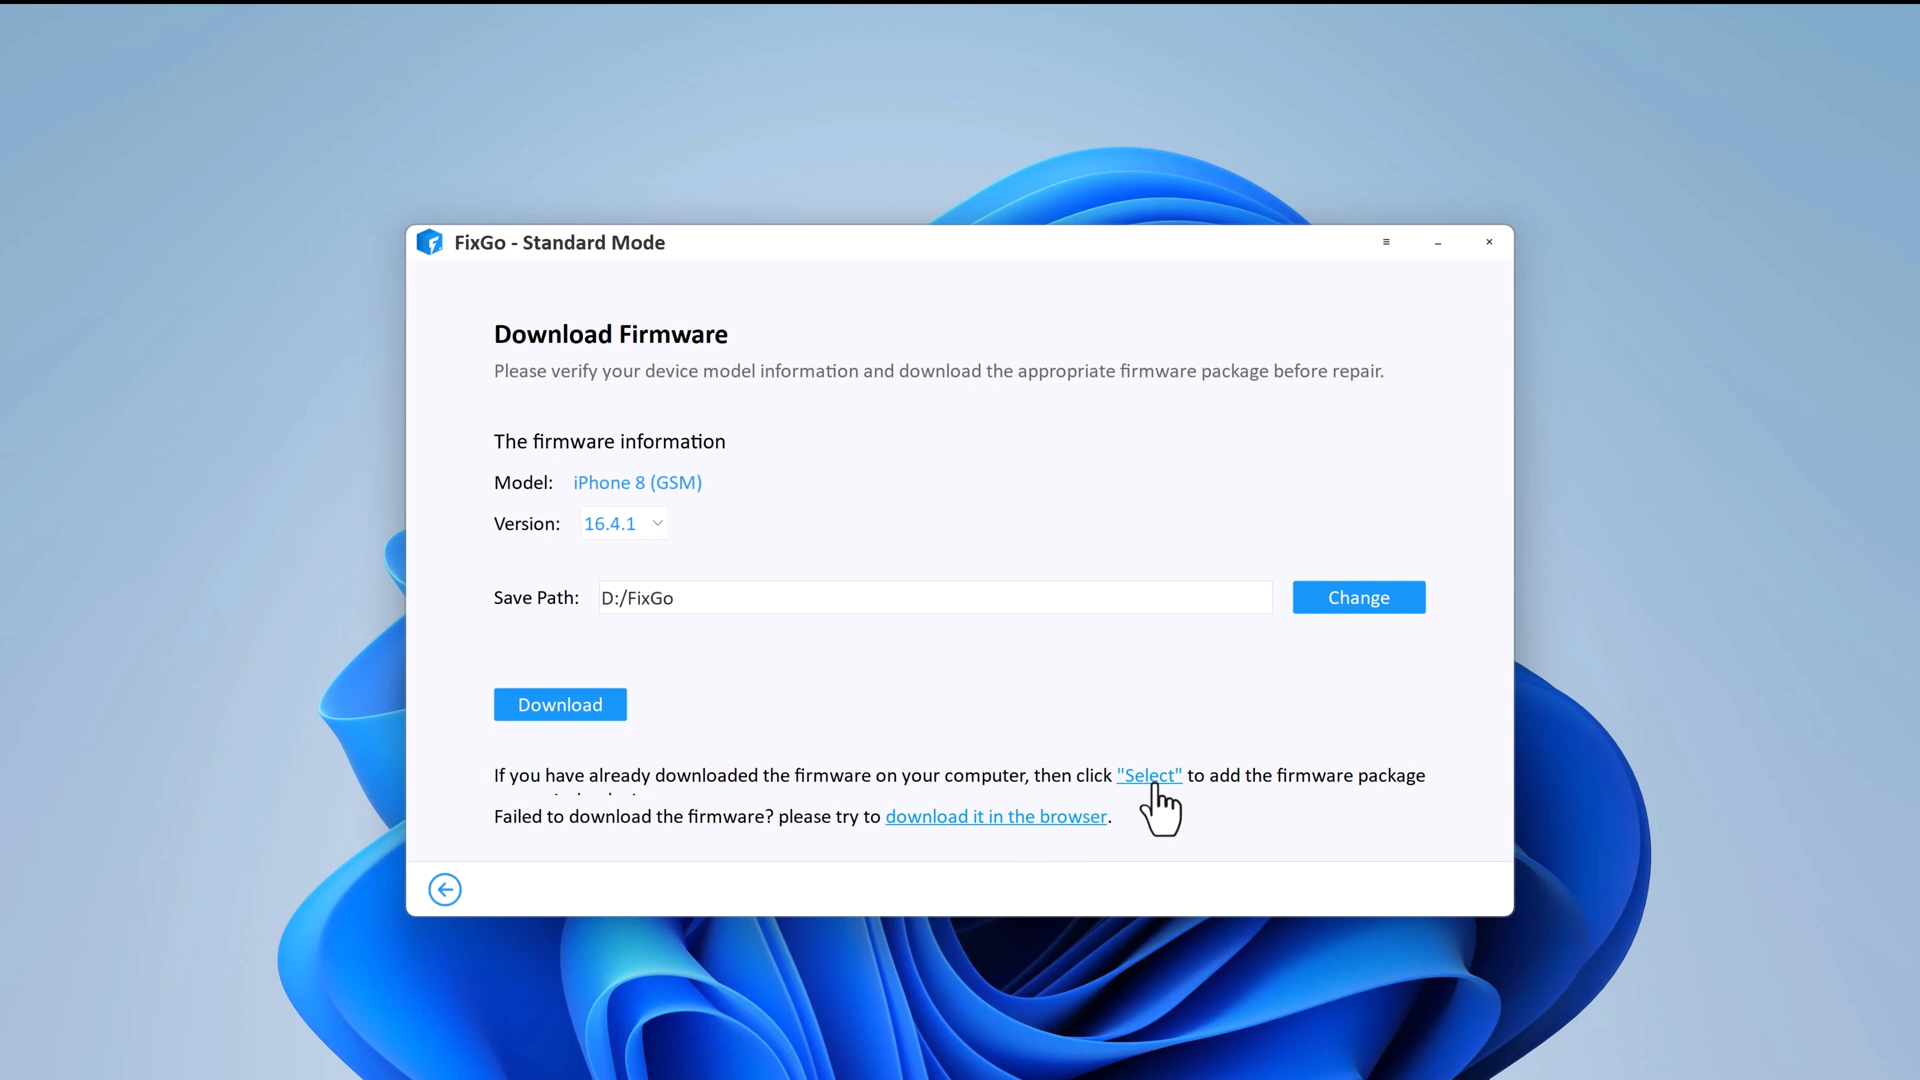 FixGo - Standard Mode
Download Firmware
Please verify your device model information and download the appropriate firmware package before repair.
The firmware information
Model: iPhone 8 (GSM)
Version: 16.4.1
Save Path: D:/FixGo Change
Download
If you have already downloaded the firmware on your computer, then click "Select" to add the firmware package
Failed to download the firmware? please try to download it in the browser.